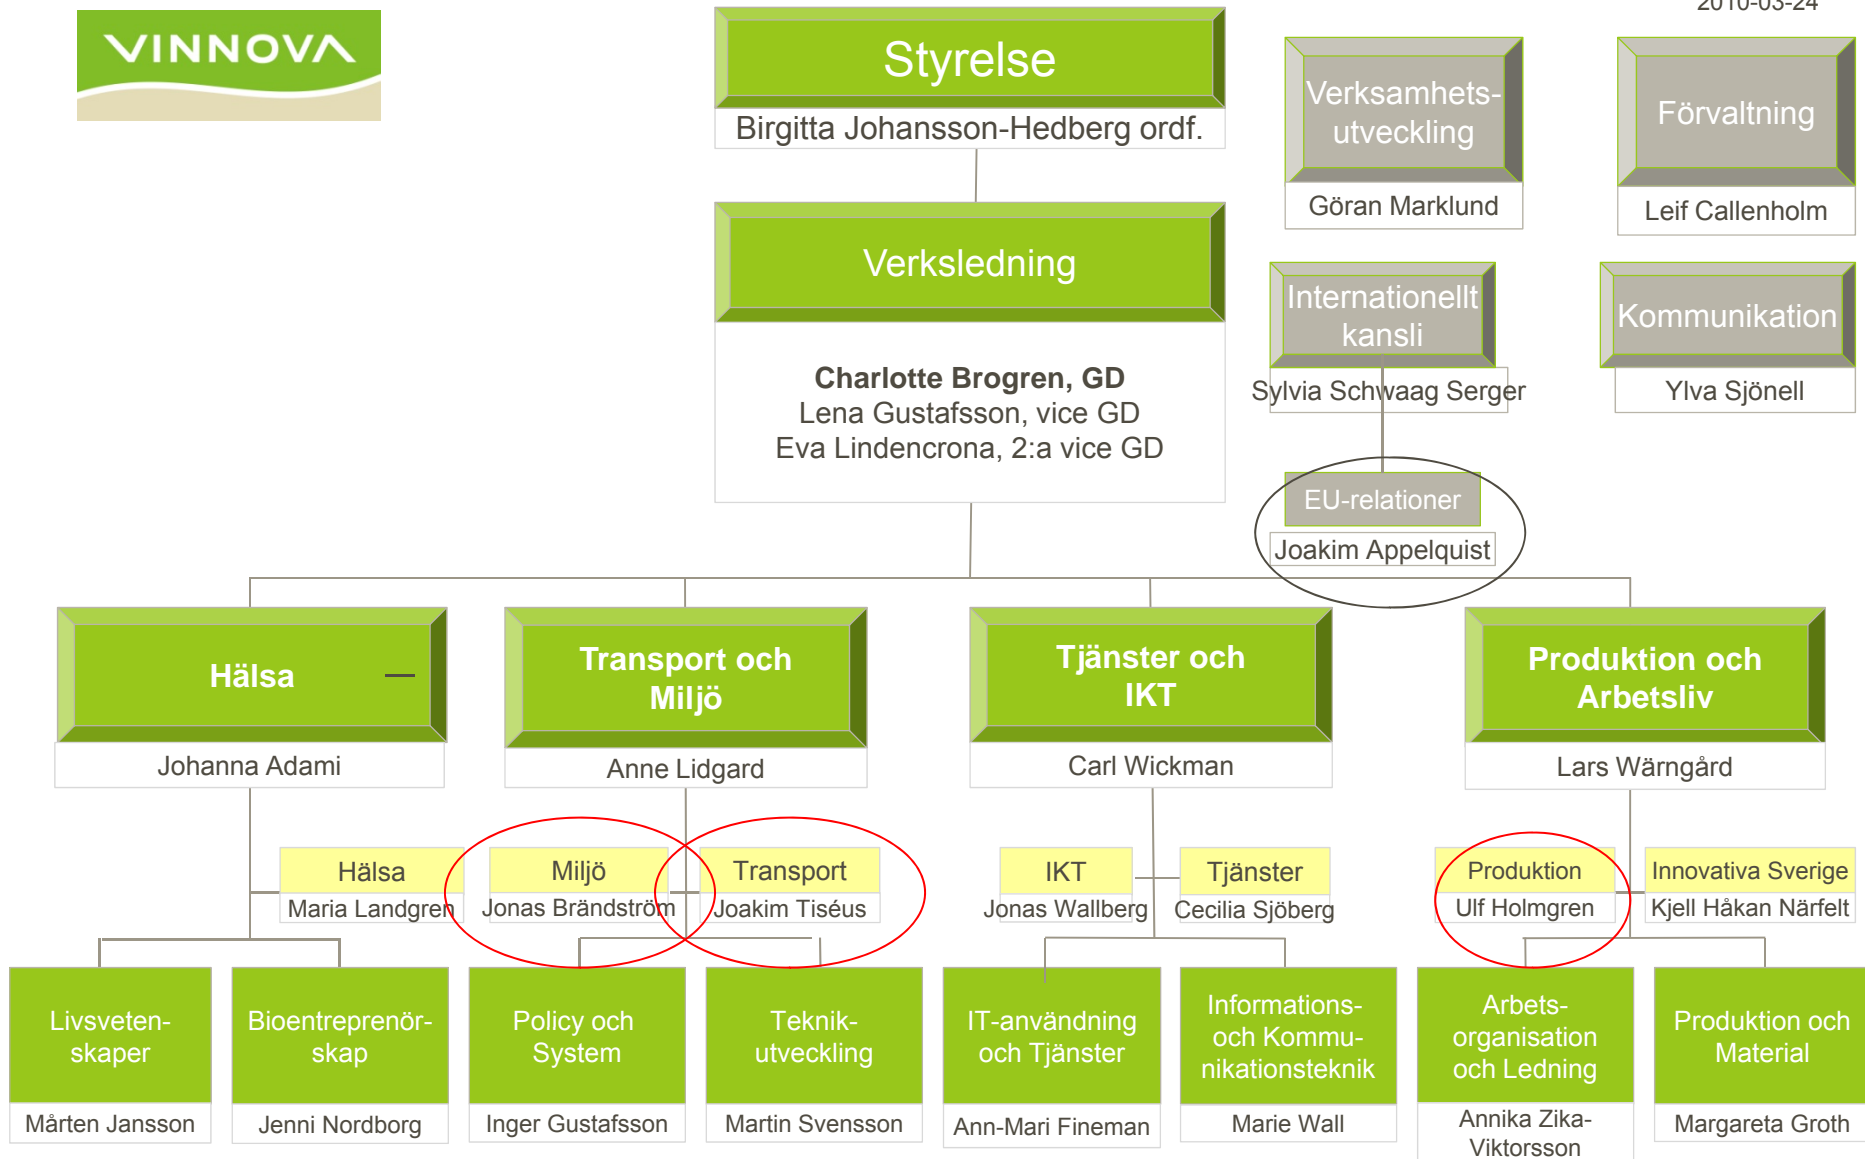 VINNOVA
2010-03-24
Styrelse
Birgitta Johansson-Hedberg ordf.
Verksamhets-
utveckling
Göran Marklund
Förvaltning
Leif Callenholm
Verksledning
Charlotte Brogren, GD
Lena Gustafsson, vice GD
Eva Lindencrona, 2:a vice GD
Internationellt
kansli
Sylvia Schwaag Serger
Kommunikation
Ylva Sjönell
EU-relationer
Joakim Appelquist
Hälsa
Johanna Adami
Transport och
Miljö
Anne Lidgard
Tjänster och
IKT
Carl Wickman
Produktion och
Arbetsliv
Lars Wärngård
Hälsa
Maria Landgren
Miljö
Jonas Brändström
Transport
Joakim Tiséus
IKT
Jonas Wallberg
Tjänster
Cecilia Sjöberg
Produktion
Ulf Holmgren
Innovativa Sverige
Kjell Håkan Närfelt
Livsveten-
skaper
Mårten Jansson
Bioentreprenör-
skap
Jenni Nordborg
Policy och
System
Inger Gustafsson
Teknik-
utveckling
Martin Svensson
IT-användning
och Tjänster
Ann-Mari Fineman
Informations-
och Kommu-
nikationsteknik
Marie Wall
Arbets-
organisation
och Ledning
Annika Zika-
Viktorsson
Produktion och
Material
Margareta Groth